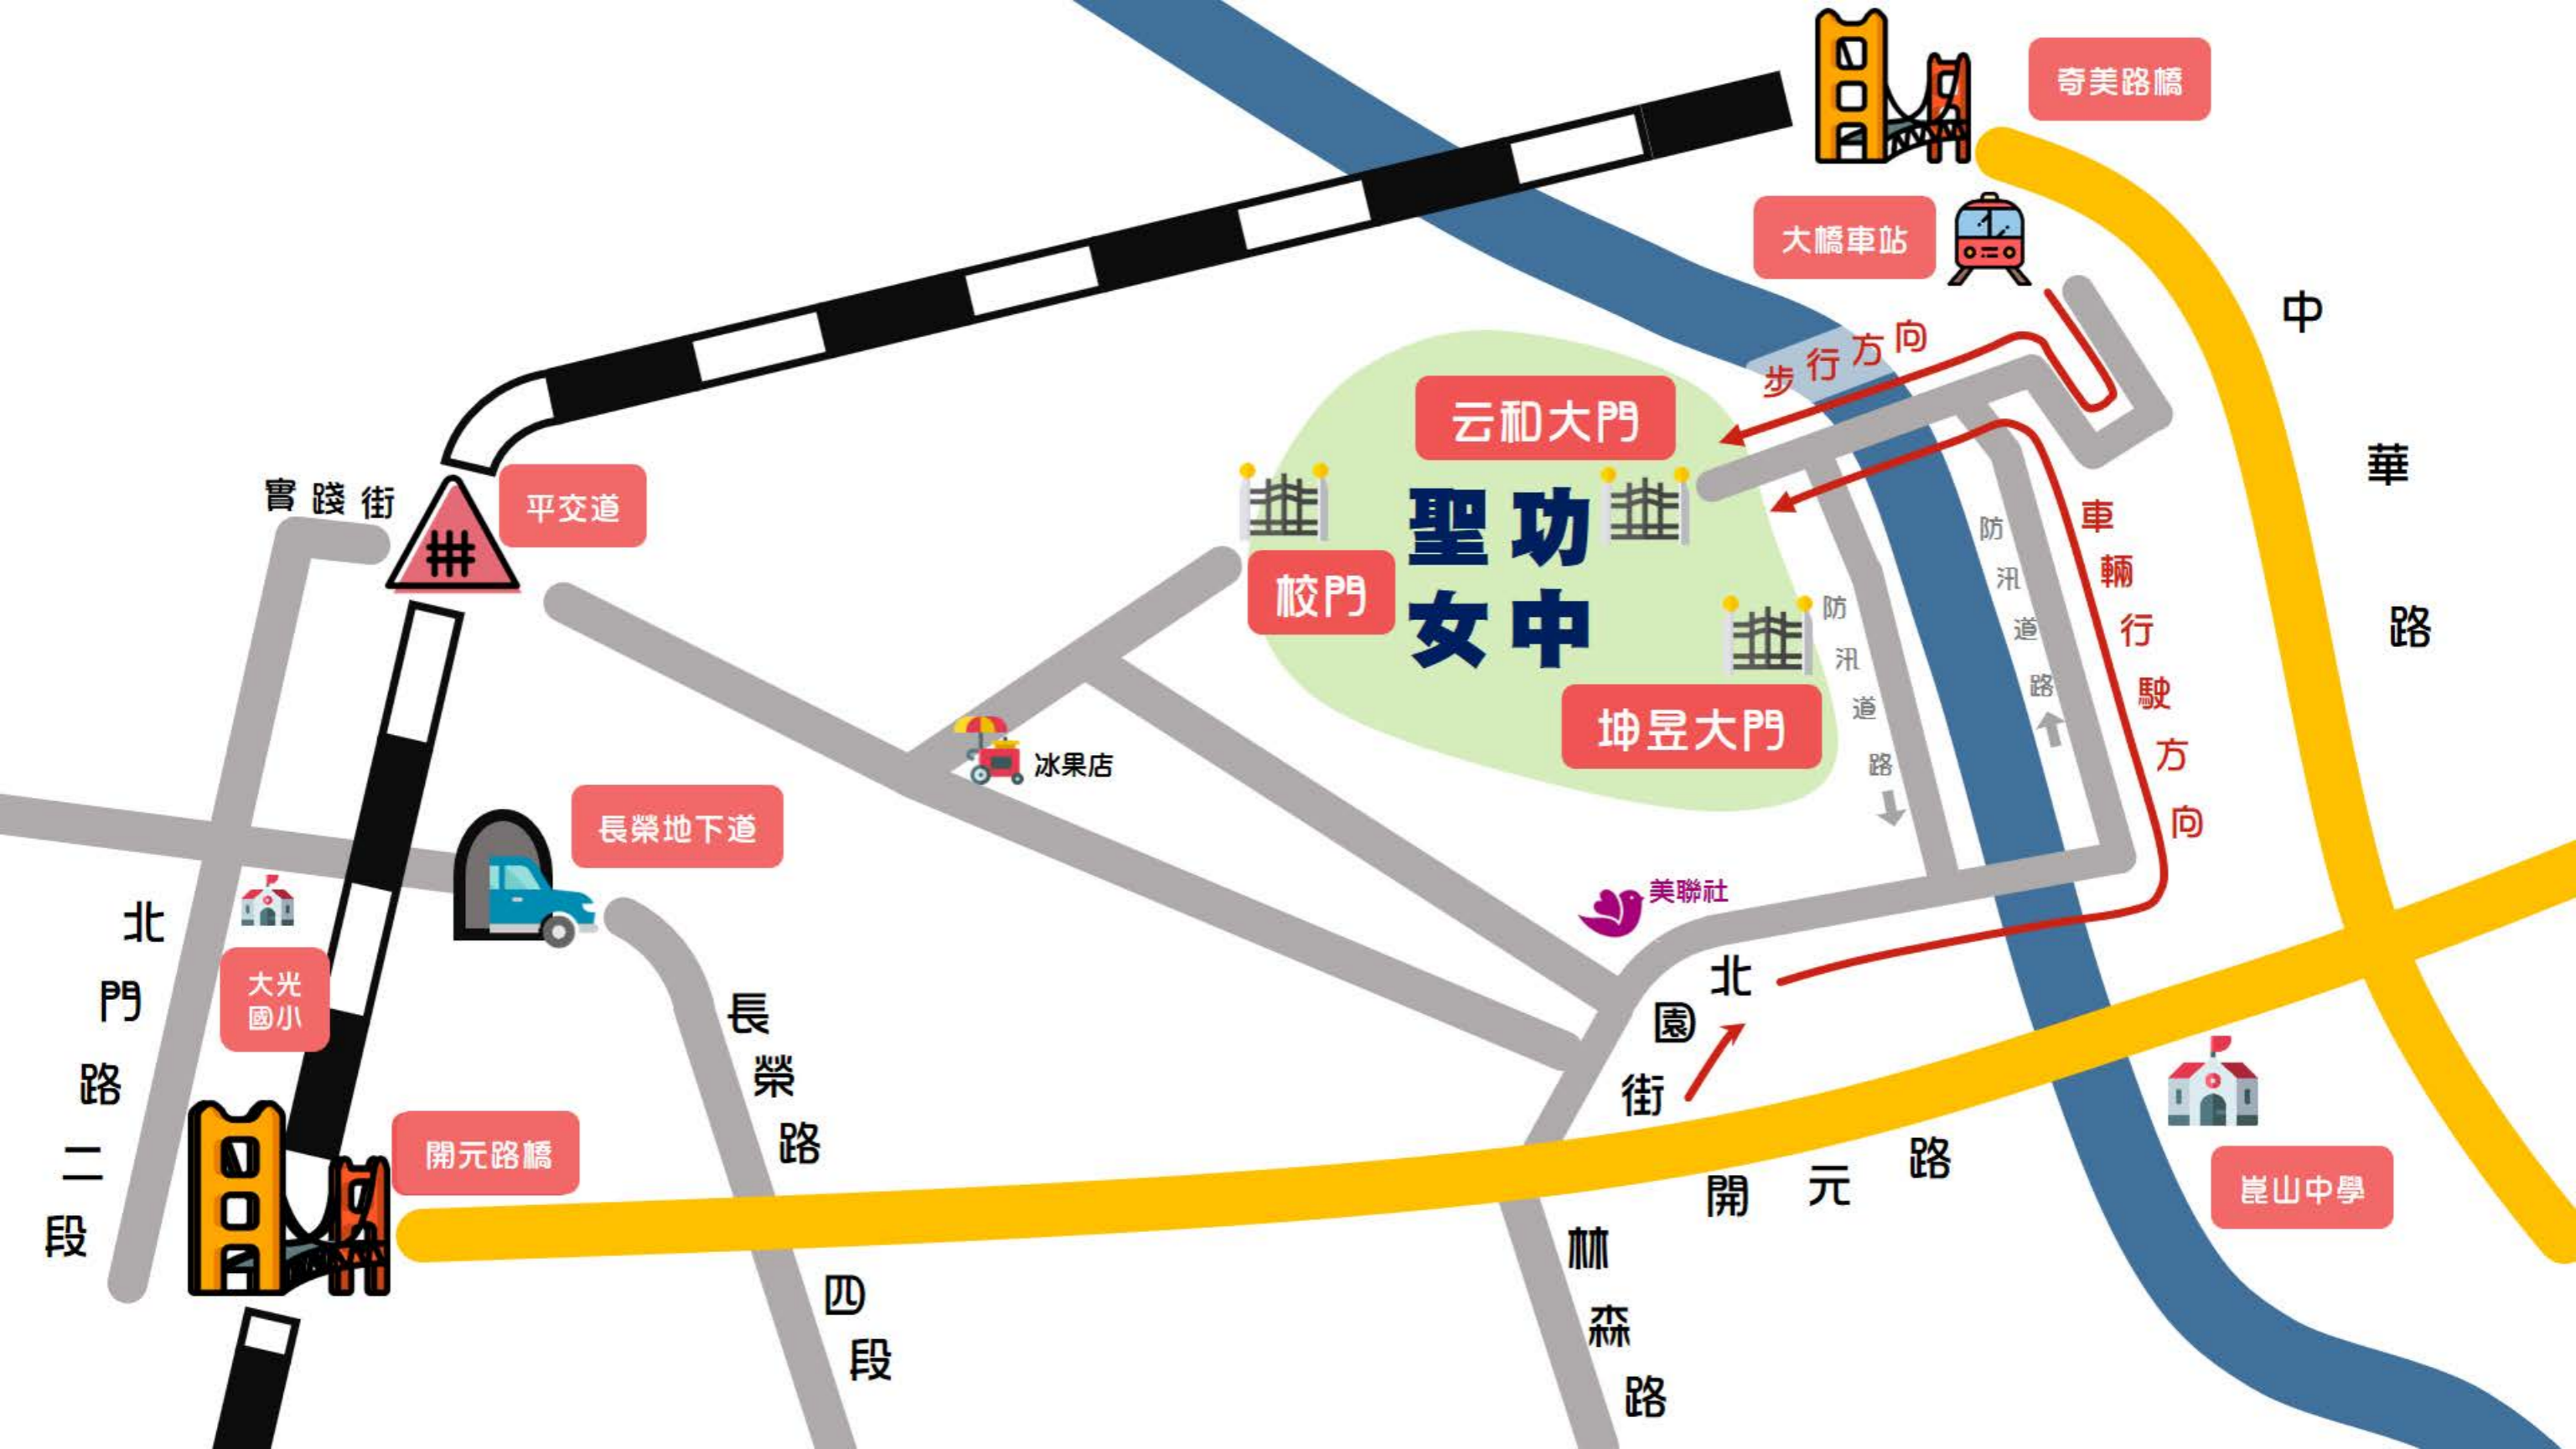 奇美路橋
大橋車站
中華路
步行方向
云和大門
聖功
女中
校門
坤昱大門
實踐街
平交道
防汛道路
防汛道路
車輛行駛方向
冰果店
長榮地下道
美聯社
北門路二段
大光
國小
長榮路四段
北園街
開元路橋
開元路
林森路
崑山中學